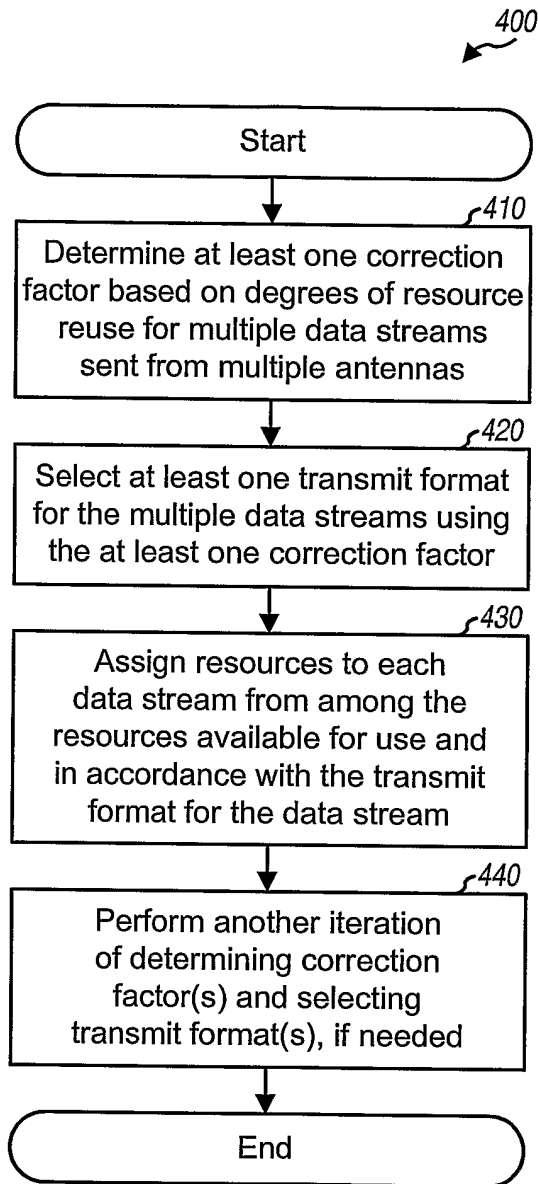 400
Start
410
Determine at least one correction
factor based on degrees of resource
reuse for multiple data streams
sent from multiple antennas
420
Select at least one transmit format
for the multiple data streams using
the at least one correction factor
430
Assign resources to each
data stream from among the
resources available for use and
in accordance with the transmit
format for the data stream
440
Perform another iteration
of determining correction
factor(s) and selecting
transmit format(s), if needed
End